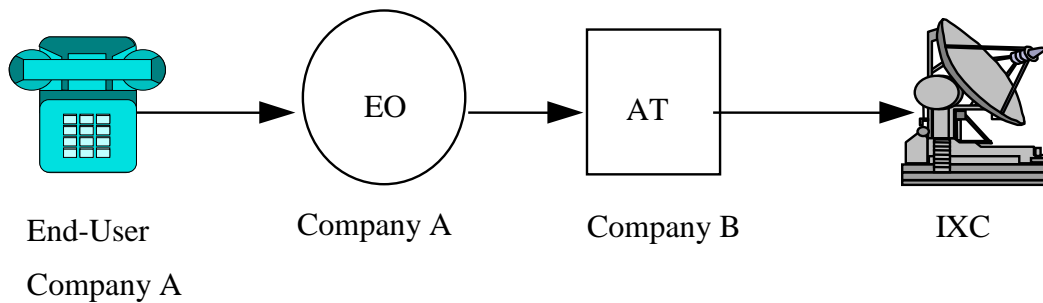 EO
AT
End-User
Company A
Company A
Company B
IXC